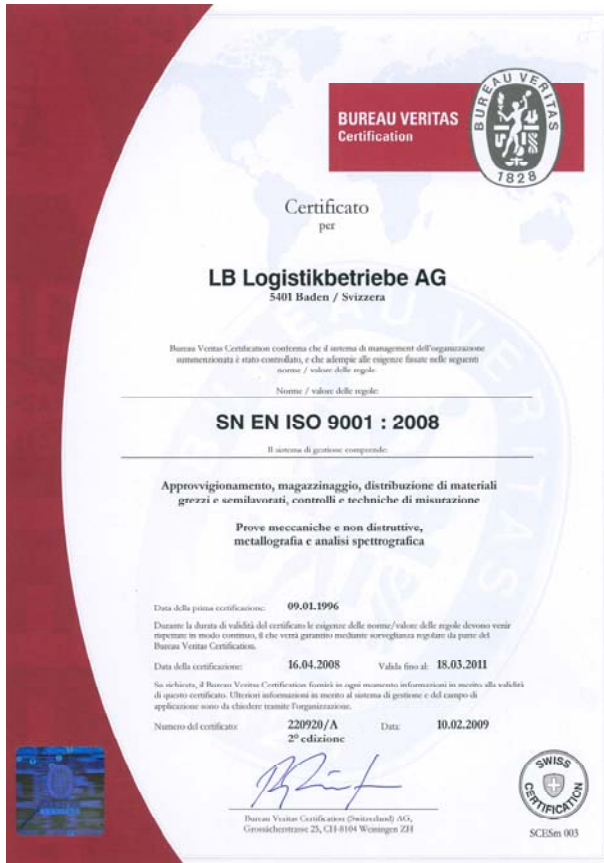 BUREAU VERITAS
Certification
BUREAU VERITAS
1828
Certificato
per
LB Logistikbetriebe AG
5401 Baden / Svizzera
Bureau Veritas Certification conferma che il sistema di management dell'organizzazione
summenzionata è stato controllato, e che adempie alle esigenze fissate nelle seguenti
norme / valore delle regole.
Norme / valore delle regole:
SN EN ISO 9001 : 2008
Il sistema di gestione comprende:
Approvvigionamento, magazzinaggio, distribuzione di materiali
grezzi e semilavorati, controlli e tecniche di misurazione
Prove meccaniche e non distruttive,
metallografia e analisi spettrografica
Data della prima certificazione: 09.01.1996
Durante la durata di validità del certificato le esigenze delle norme/valore delle regole devono venir
rispettate in modo continuo, il che verrà garantito mediante sorveglianza regolare da parte del
Bureau Veritas Certification.
Data della certificazione: 16.04.2008 Valida fino al: 18.03.2011
Su richiesta, il Bureau Veritas Certification fornirà in ogni momento informazioni in merito alla validità
di questo certificato. Ulteriori informazioni in merito al sistema di gestione e del campo di
applicazione sono da chiedere tramite l'organizzazione.
Numero del certificato: 220920/A Data: 10.02.2009
2º edizione
Bureau Veritas Certification (Switzerland) AG,
Grossächerstrasse 25, CH-8104 Weiningen ZH
SWISS
CERTIFICATION
SCESm 003